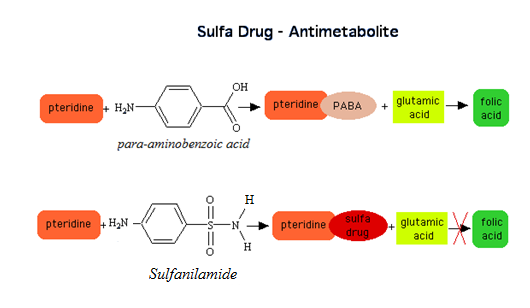 Sulfa Drug - Antimetabolite
pteridine + H₂N OH O pteridine PABA + glutamic acid folic acid
para-aminobenzoic acid
pteridine + H₂N O S O N H H pteridine sulfa drug + glutamic acid folic acid
Sulfanilamide